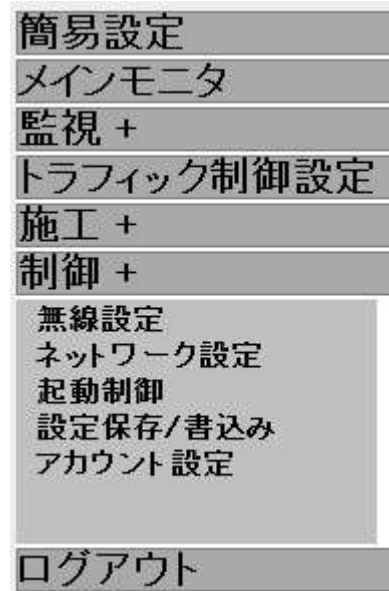 簡易設定
メインモニタ
監視 +
トラフィック制御設定
施工 +
制御 +
無線設定
ネットワーク設定
起動制御
設定保存/書込み
アカウント設定
ログアウト